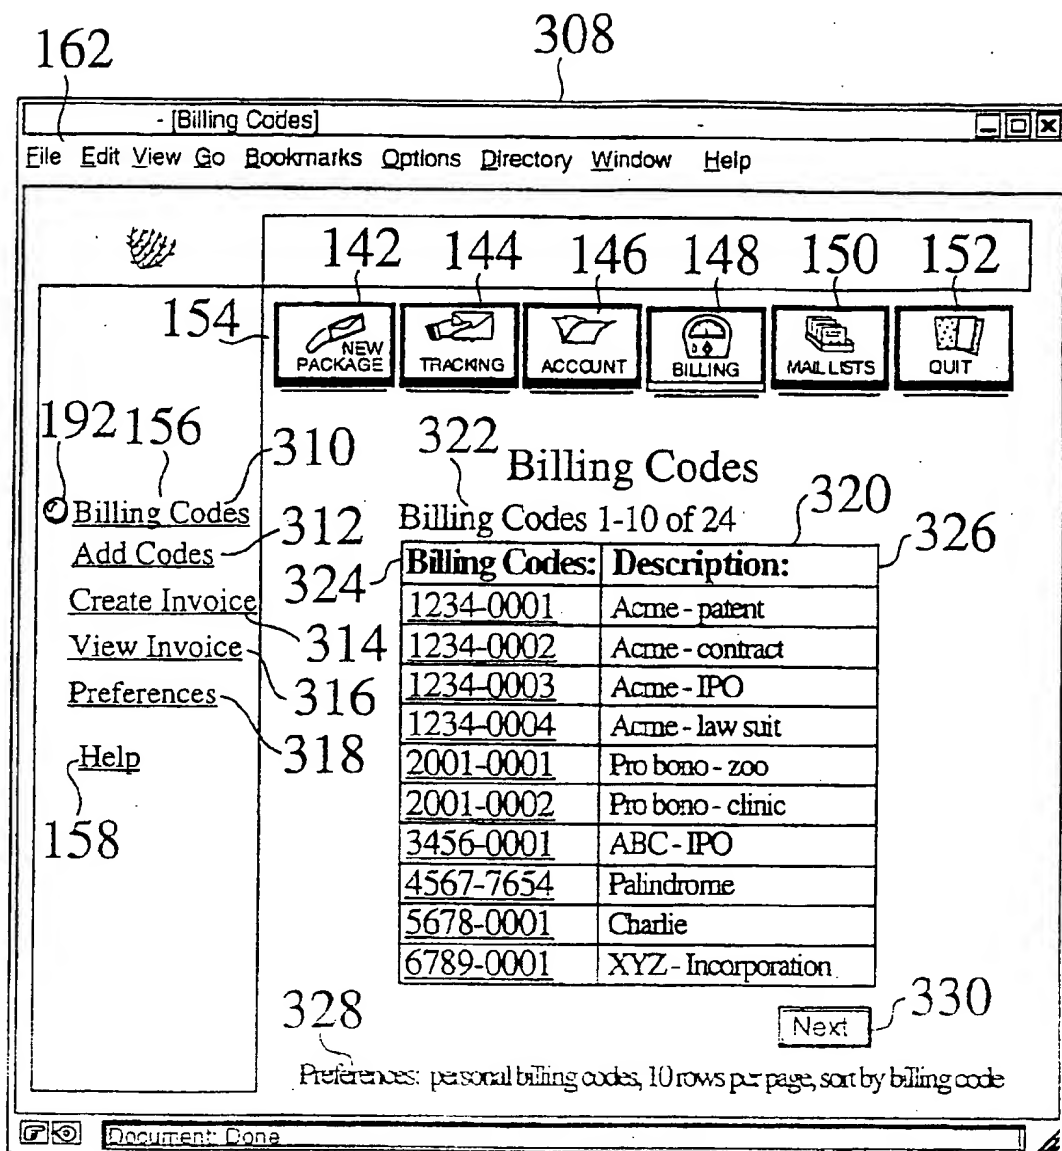 308
162
- [Billing Codes]
File Edit View Go Bookmarks Options Directory Window Help
142 144 146 148 150 152
154
NEW PACKAGE TRACKING ACCOUNT BILLING MAIL LISTS QUIT
192 156 310 322 Billing Codes
320
Billing Codes 312 Billing Codes 1-10 of 24 326
Add Codes 324 Billing Codes: Description:
Create Invoice 1234-0001 Acme - patent
314
View Invoice 1234-0002 Acme - contract
316
Preferences 1234-0003 Acme - IPO
318 1234-0004 Acme - law suit
Help 2001-0001 Pro bono - zoo
2001-0002 Pro bono - clinic
158 3456-0001 ABC - IPO
4567-7654 Palindrome
5678-0001 Charlie
6789-0001 XYZ - Incorporation
328 Next 330
Preferences: personal billing codes, 10 rows per page, sort by billing code
Document: Done